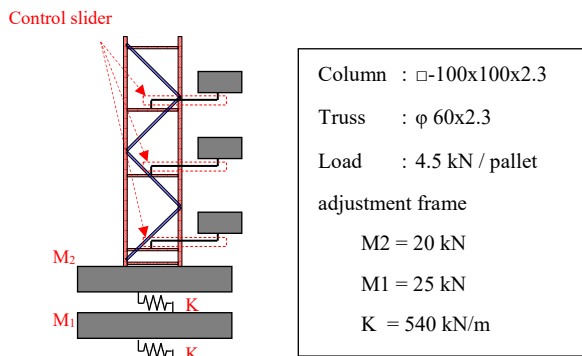 Control slider
M₂
K
M₁
K
Column : □-100x100x2.3
Truss : φ 60x2.3
Load : 4.5 kN / pallet
adjustment frame
M2 = 20 kN
M1 = 25 kN
K = 540 kN/m